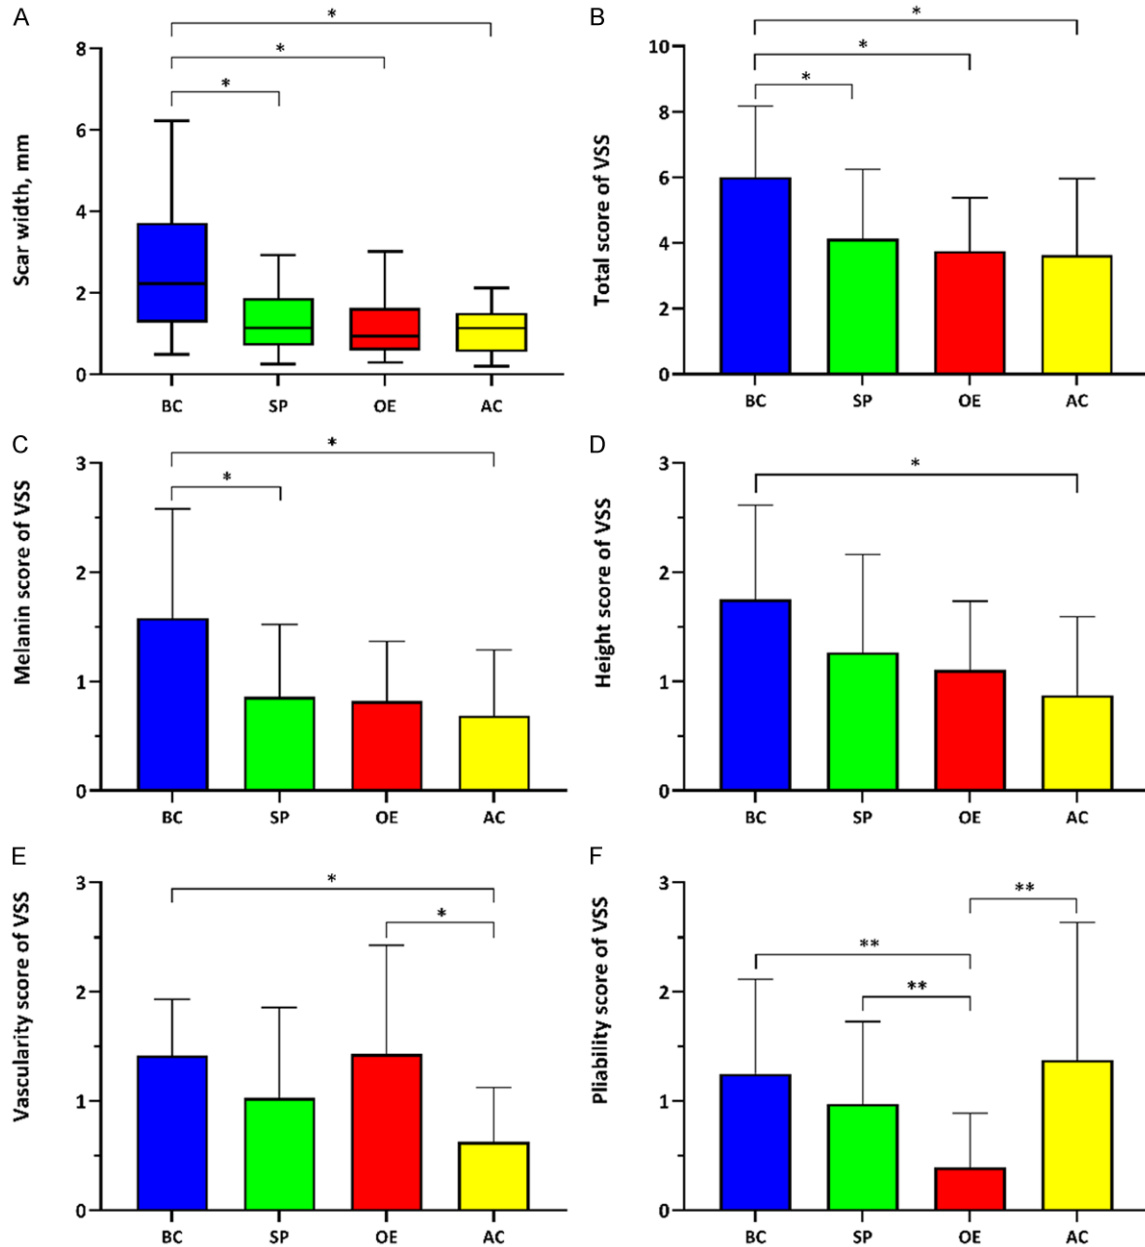 A
Scar width, mm
8
6
4
2
0
*
*
*
BC SP OE AC
B
Total score of VSS
10
8
6
4
2
0
*
*
*
BC SP OE AC
C
Melanin score of VSS
3
2
1
0
*
*
BC SP OE AC
D
Height score of VSS
3
2
1
0
*
BC SP OE AC
E
Vascularity score of VSS
3
2
1
0
*
*
BC SP OE AC
F
Pliability score of VSS
3
2
1
0
**
**
**
BC SP OE AC